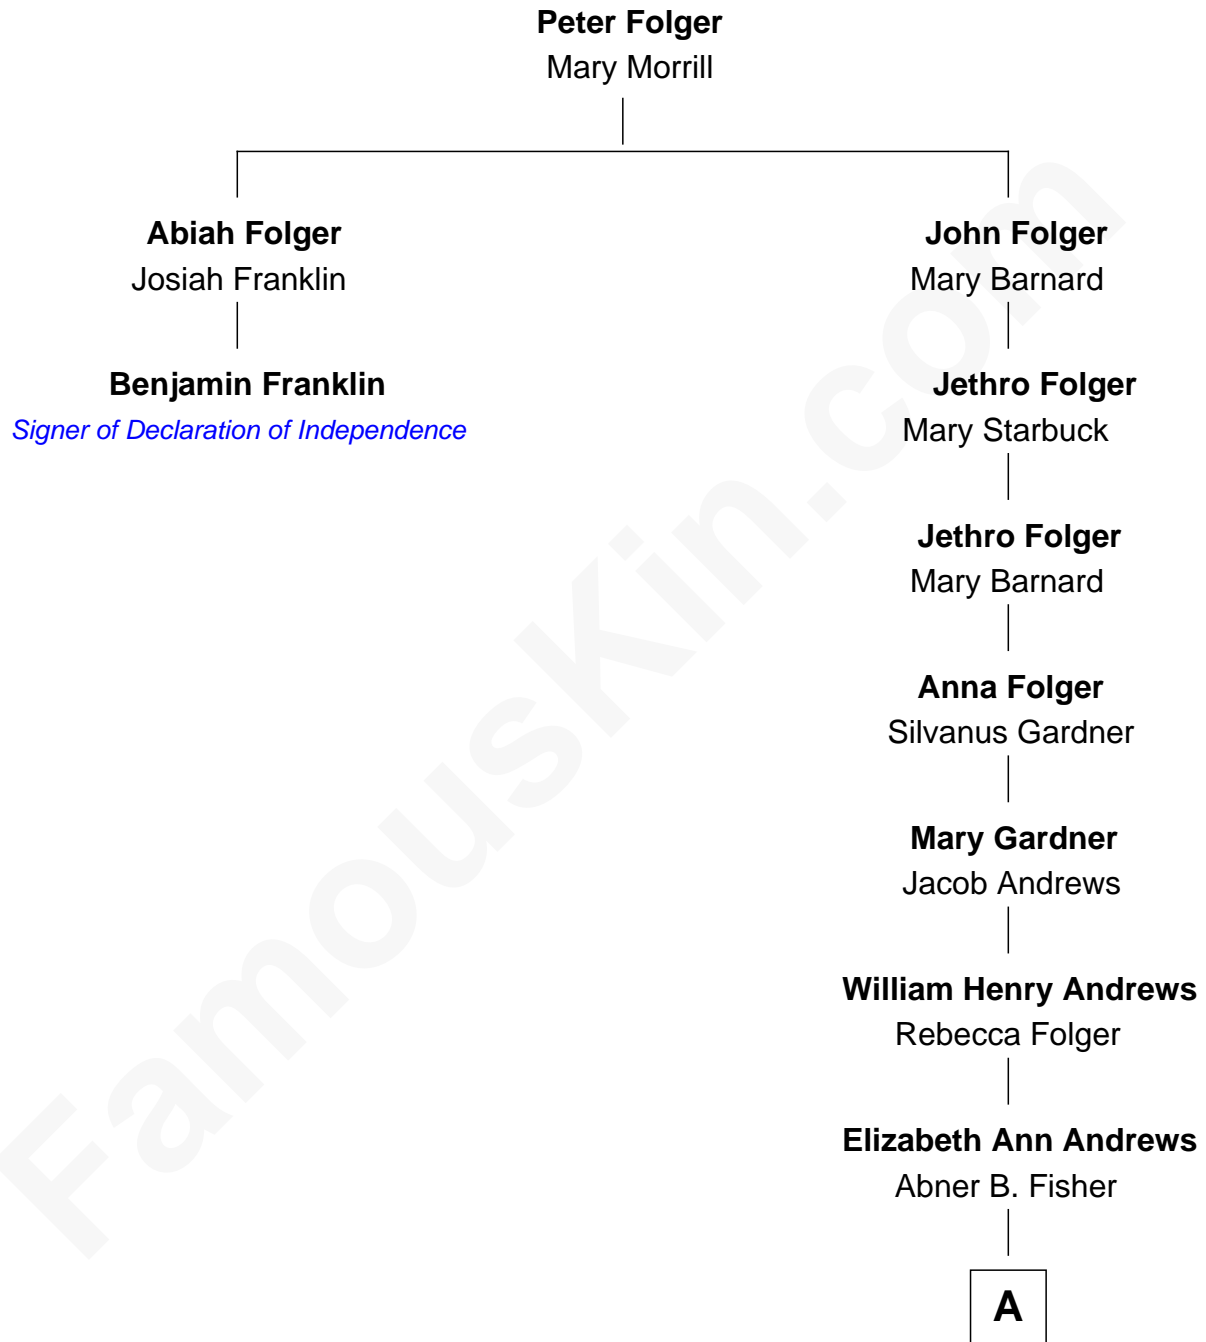 Peter Folger
Mary Morrill
Abiah Folger
Josiah Franklin
Benjamin Franklin
Signer of Declaration of Independence
John Folger
Mary Barnard
Jethro Folger
Mary Starbuck
Jethro Folger
Mary Barnard
Anna Folger
Silvanus Gardner
Mary Gardner
Jacob Andrews
William Henry Andrews
Rebecca Folger
Elizabeth Ann Andrews
Abner B. Fisher
A
FamousKin.com